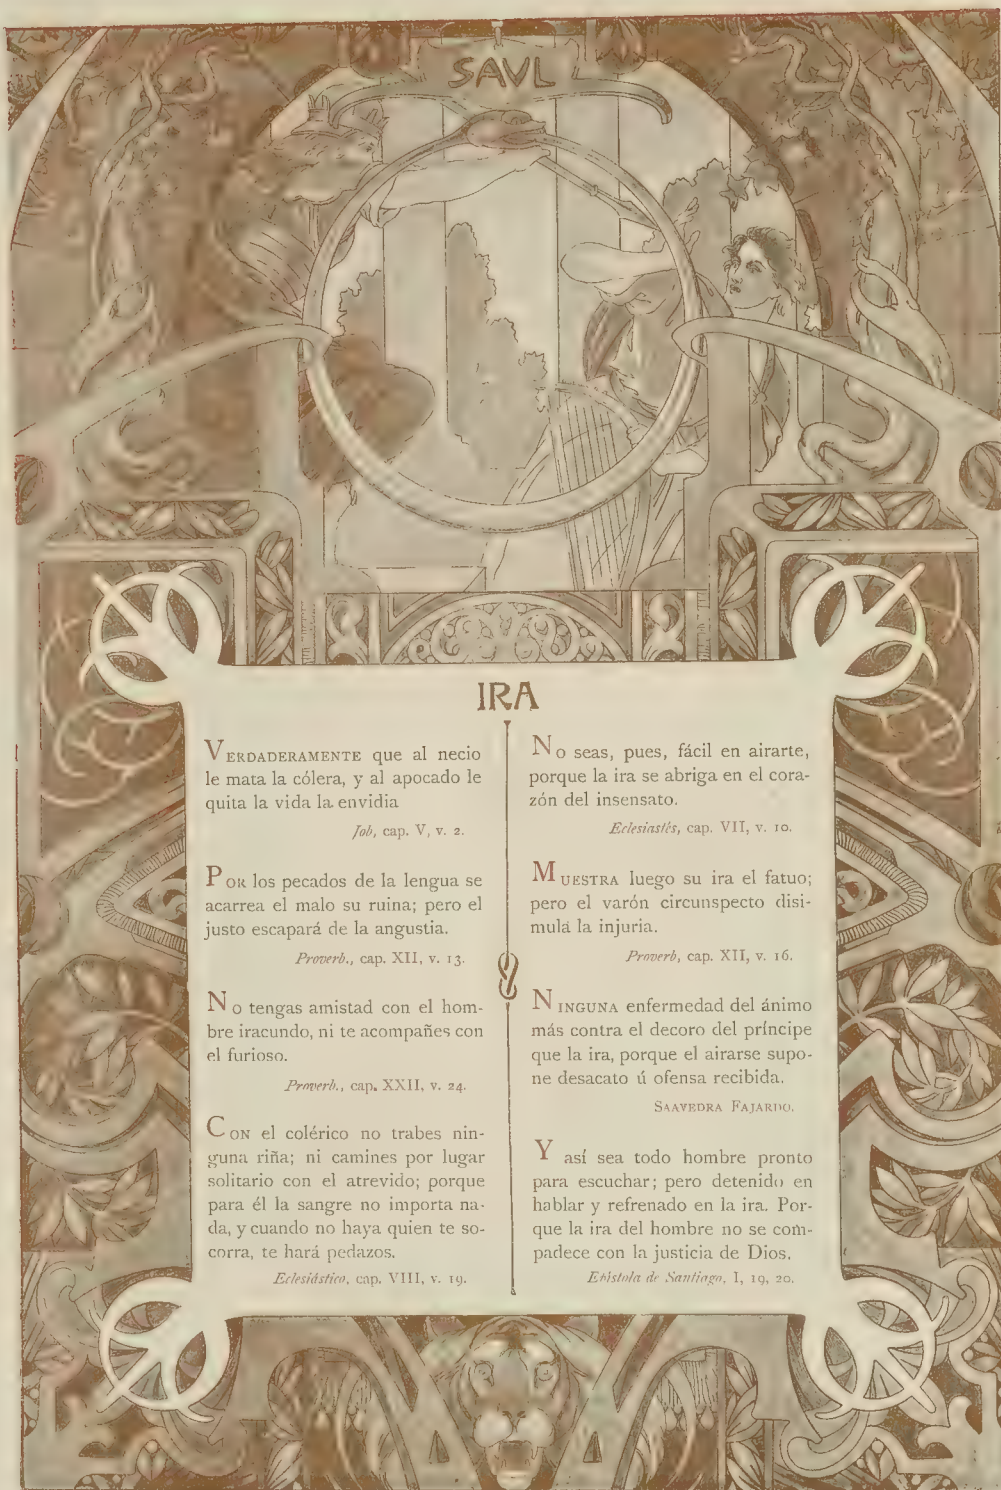 SAVL
IRA
VERDADERAMENTE que al necio
le mata la cólera, y al apocado le
quita la vida la envidia
Job, cap. V, v. 2.
POR los pecados de la lengua se
acarrea el malo su ruina; pero el
justo escapará de la angustia.
Proverb., cap. XII, v. 13.
No tengas amistad con el hom-
bre iracundo, ni te acompañes con
el furioso.
Proverb., cap. XXII, v. 24.
CON el colérico no trabes nin-
guna riña; ni camines por lugar
solitario con el atrevido; porque
para él la sangre no importa na-
da, y cuando no haya quien te so-
corra, te hará pedazos.
Eclesiástico, cap. VIII, v. 19.
No seas, pues, fácil en airarte,
porque la ira se abriga en el cora-
zón del insensato.
Eclesiastés, cap. VII, v. 10.
MUESTRA luego su ira el fatuo;
pero el varón circunspecto disi-
mula la injuria.
Proverb, cap. XII, v. 16.
NINGUNA enfermedad del ánimo
más contra el decoro del príncipe
que la ira, porque el airarse supo-
ne desacato ú ofensa recibida.
SAAVEDRA FAJARDO.
Y así sea todo hombre pronto
para escuchar; pero detenido en
hablar y refrenado en la ira. Por-
que la ira del hombre no se com-
padece con la justicia de Dios.
Epístola de Santiago, I, 19, 20.